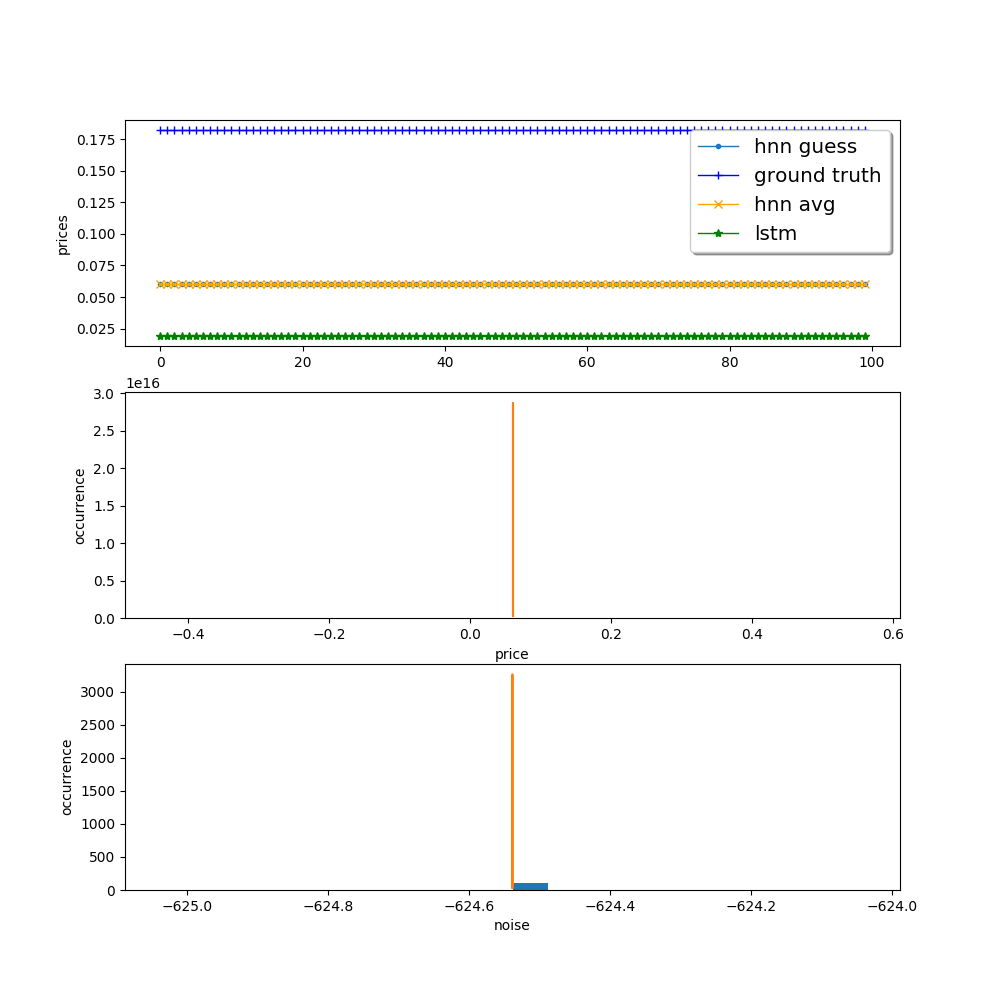 0.175
0.150
0.125
0.100
0.075
0.050
0.025
prices
0 20 40 60 80 100
hnn guess
ground truth
hnn avg
lstm
1e16
3.0
2.5
2.0
1.5
1.0
0.5
0.0
occurrence
−0.4 −0.2 0.0 0.2 0.4 0.6
price
3000
2500
2000
1500
1000
500
0
occurrence
−625.0 −624.8 −624.6 −624.4 −624.2 −624.0
noise